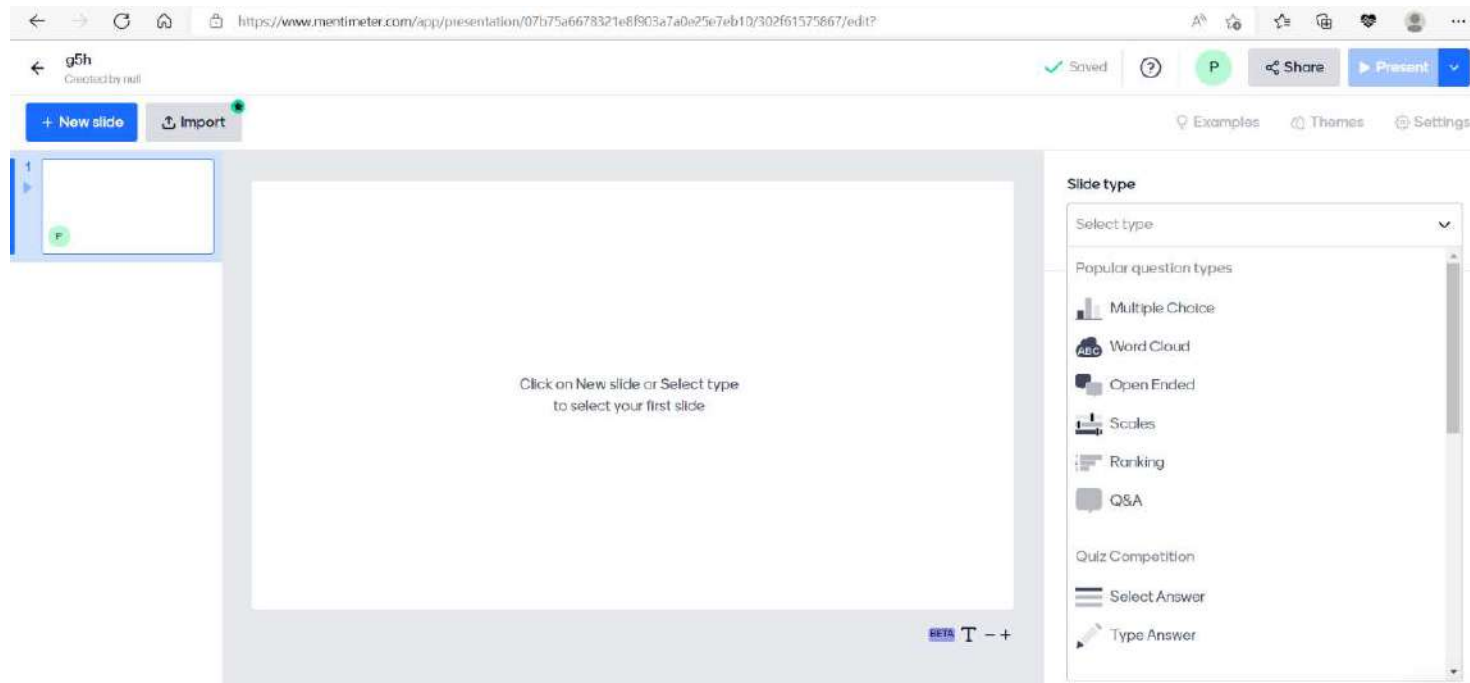 https://www.mentimeter.com/app/presentation/07b75a6678321e8f903a7a0e25e7eb10/302f61575867/edit?
g5h
Created by null
Saved
P
Share
Present
+ New slide
Import
Examples
Themes
Settings
1
P
Click on New slide or Select type
to select your first slide
BETA T - +
Slide type
Select type
Popular question types
Multiple Choice
ABC Word Cloud
Open Ended
Scales
Ranking
Q&A
Quiz Competition
Select Answer
Type Answer